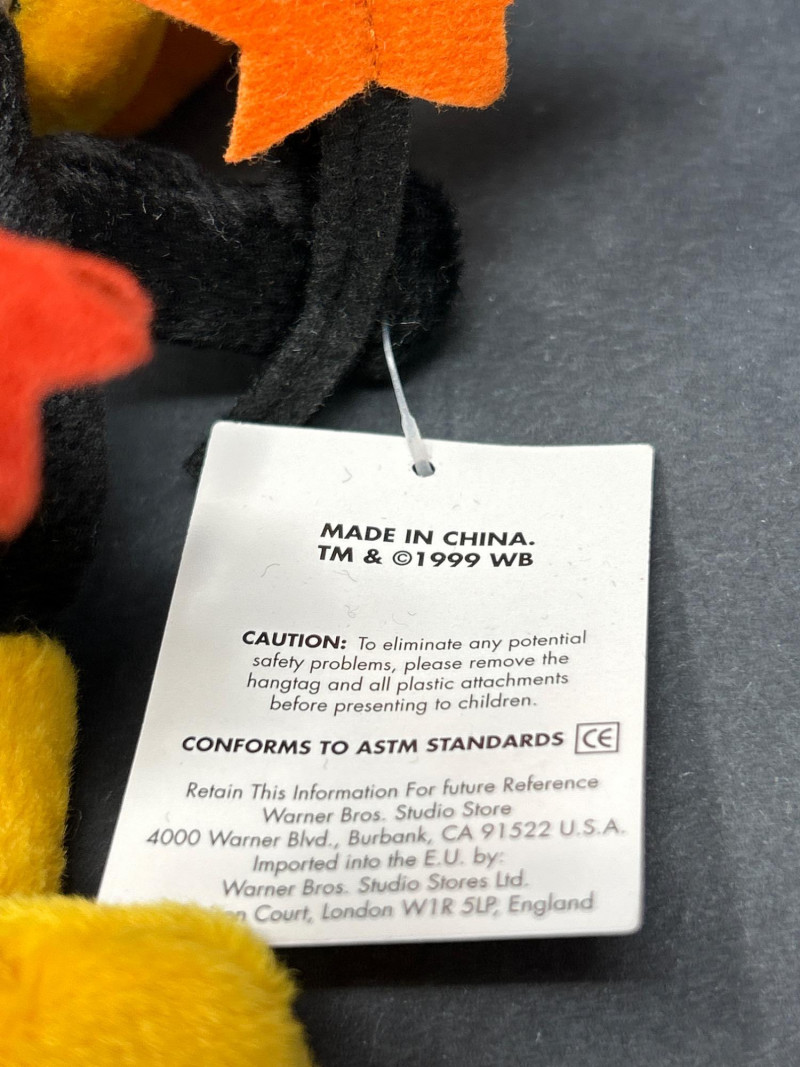 MADE IN CHINA.
TM & ©1999 WB
CAUTION: To eliminate any potential
safety problems, please remove the
hangtag and all plastic attachments
before presenting to children.
CONFORMS TO ASTM STANDARDS CE
Retain This Information For future Reference
Warner Bros. Studio Store
4000 Warner Blvd., Burbank, CA 91522 U.S.A.
Imported into the E.U. by:
Warner Bros. Studio Stores Ltd.
Court, London W1R 5LP, England